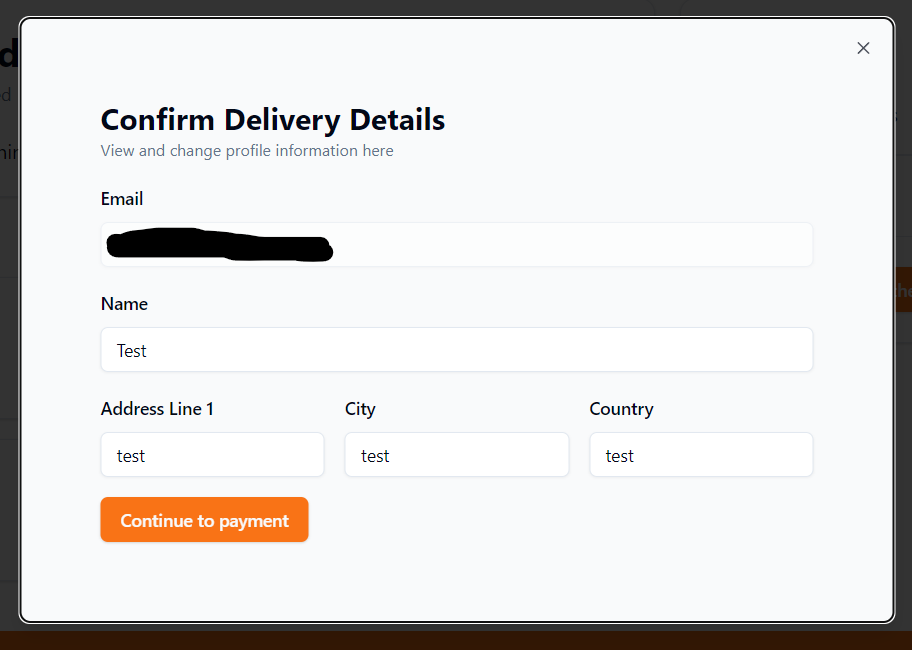 Confirm Delivery Details
View and change profile information here
Email
Name
Test
Address Line 1 City Country
test test test
Continue to payment